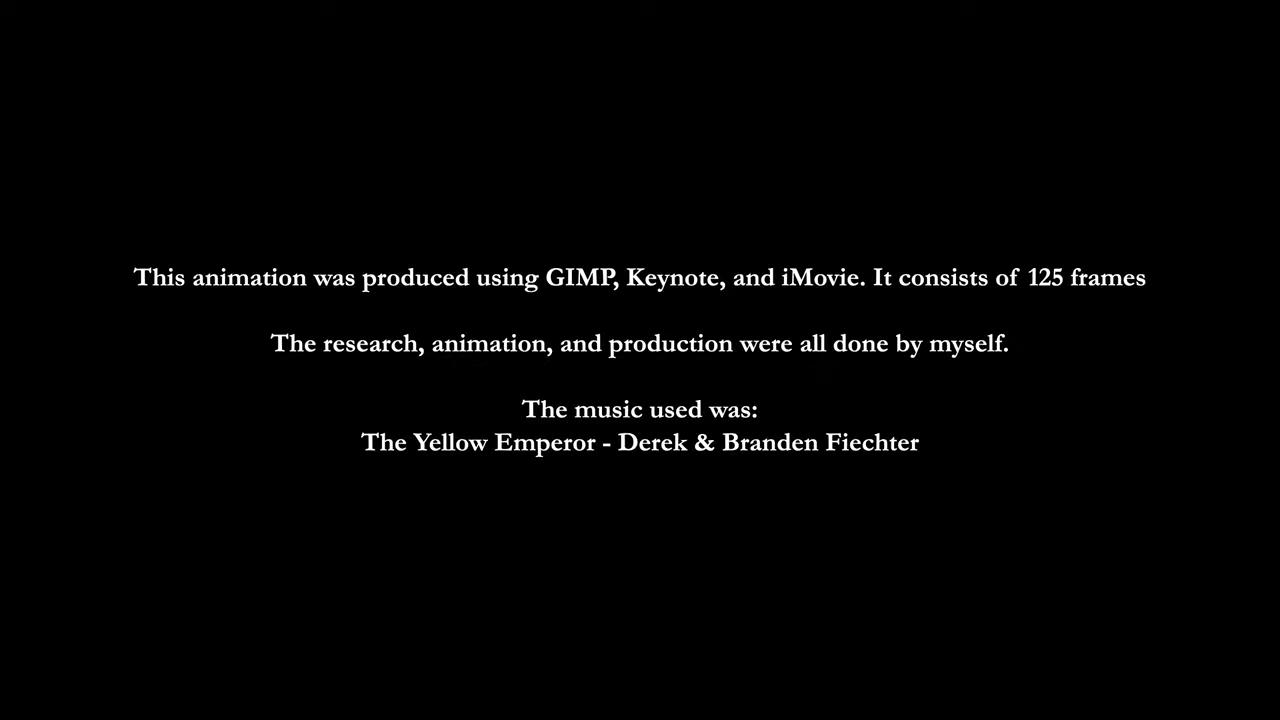 This animation was produced using GIMP, Keynote, and iMovie. It consists of 125 frames
The research, animation, and production were all done by myself.
The music used was:
The Yellow Emperor - Derek & Branden Fiechter